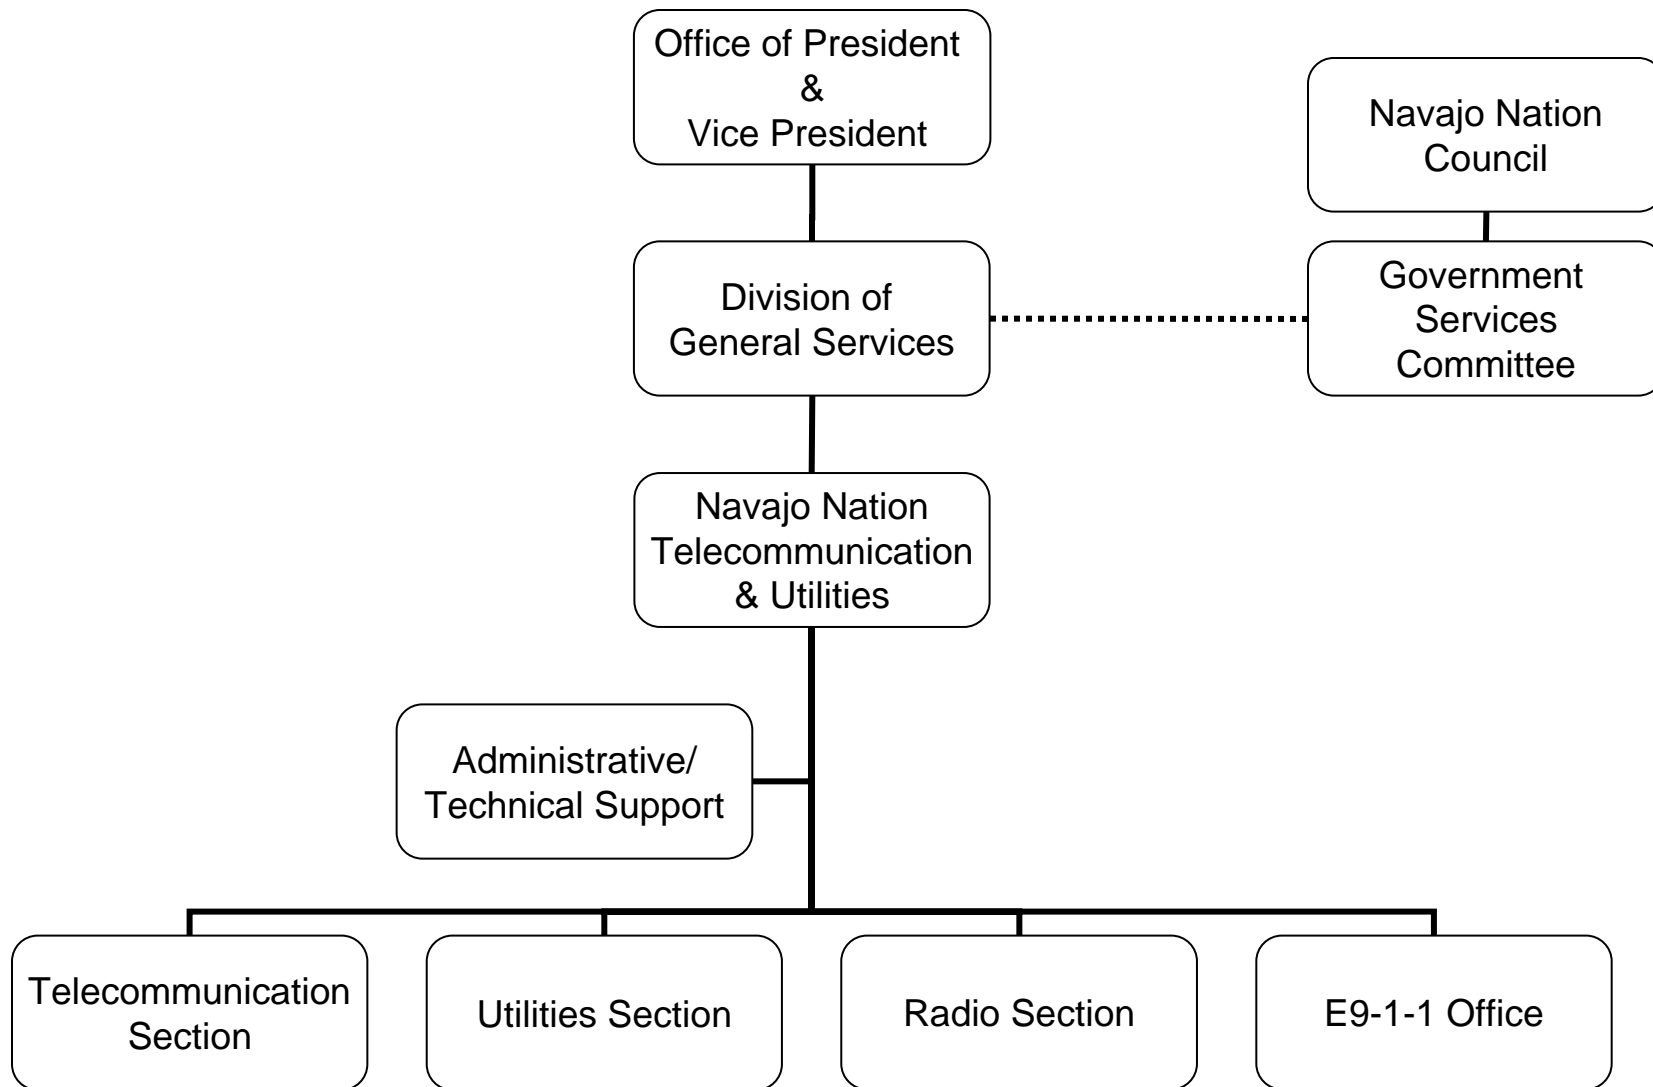 Office of President
&
Vice President
Navajo Nation
Council
Division of
General Services
Government
Services
Committee
Navajo Nation
Telecommunication
& Utilities
Administrative/
Technical Support
Telecommunication
Section
Utilities Section
Radio Section
E9-1-1 Office